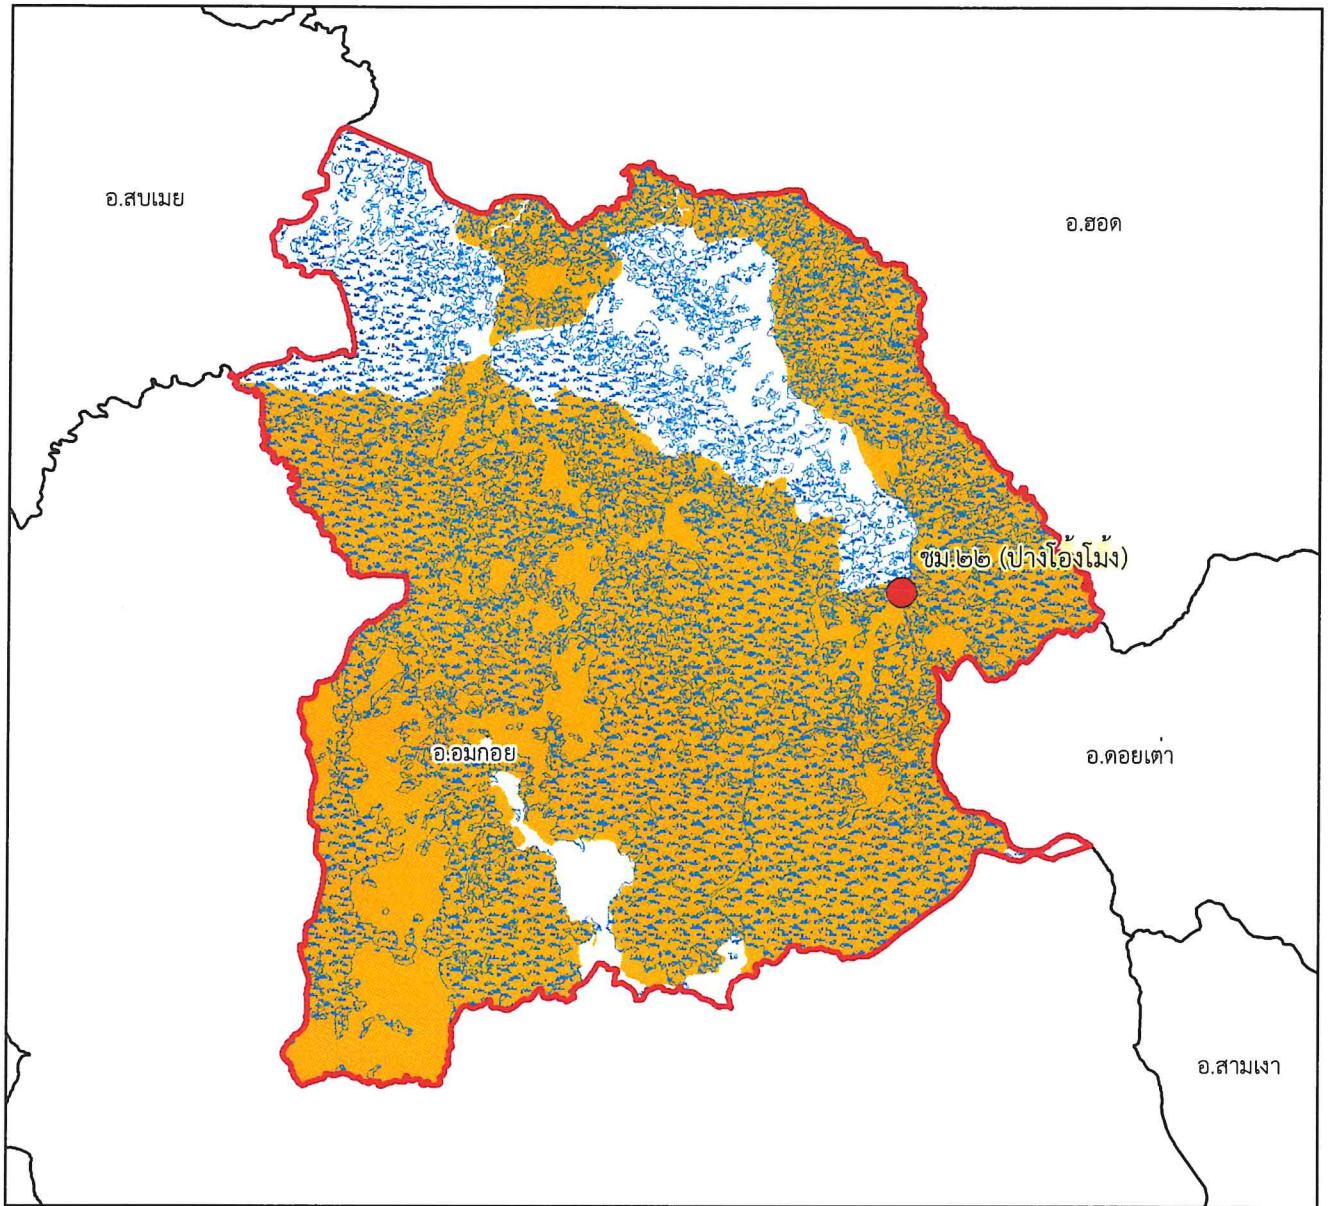 อ.สบเมย
อ.ฮอด
ชม.๒๒ (ปางโอ้งโม้ง)
อ.อมก๋อย
อ.ดอยเต่า
อ.สามเงา